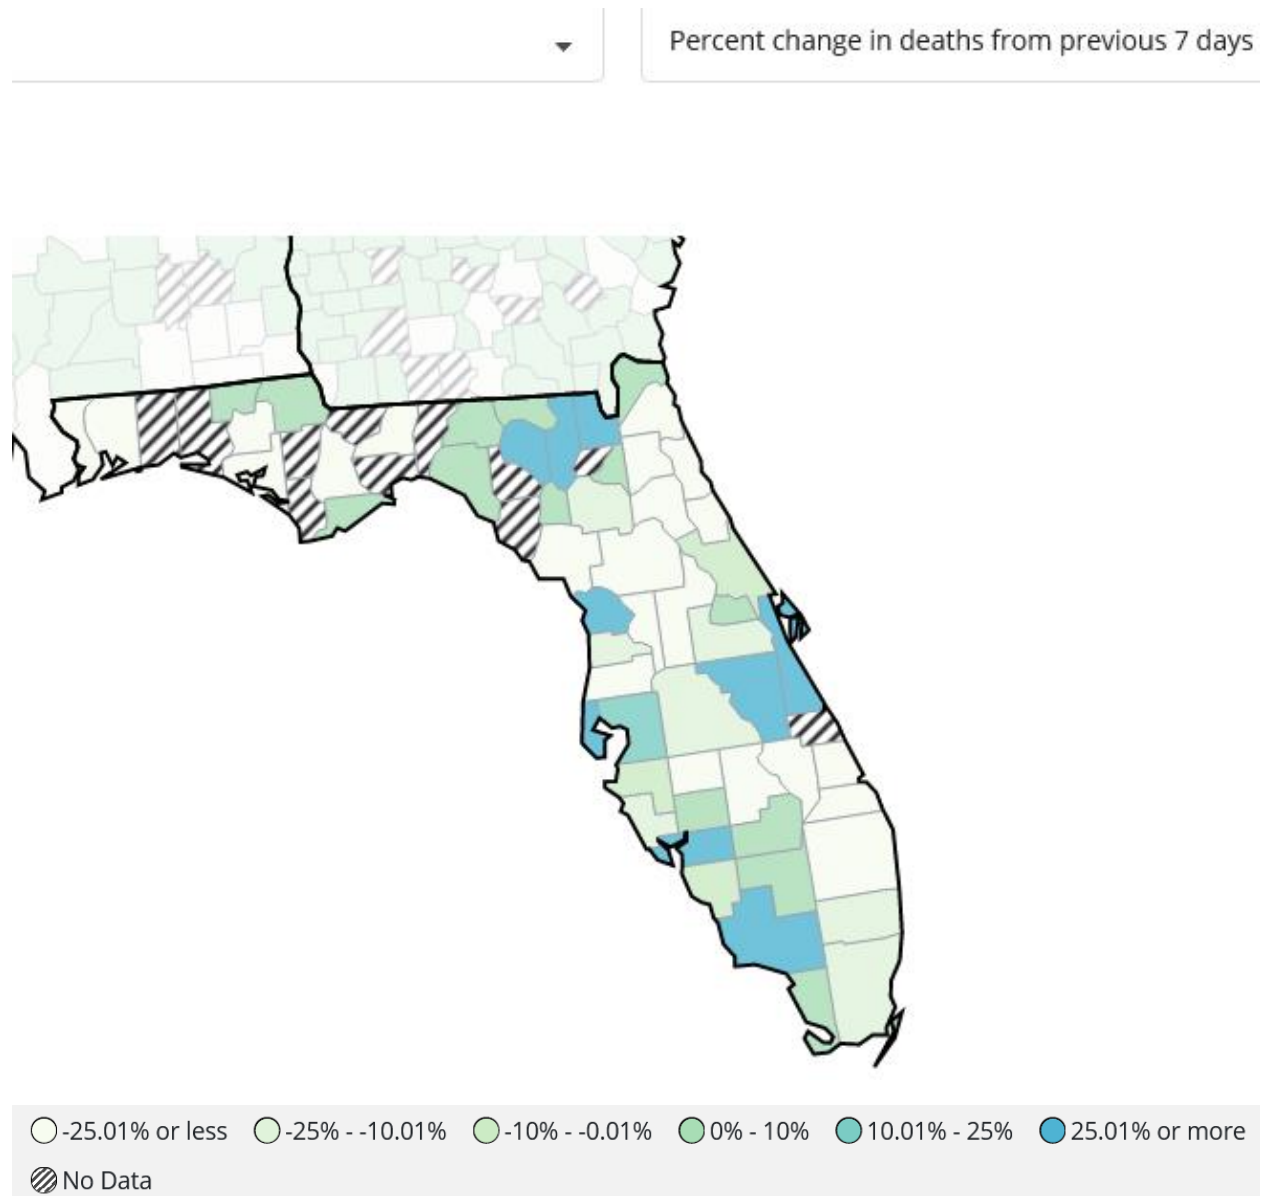 Percent change in deaths from previous 7 days
-25.01% or less -25% - -10.01% -10% - -0.01% 0% - 10% 10.01% - 25% 25.01% or more
No Data